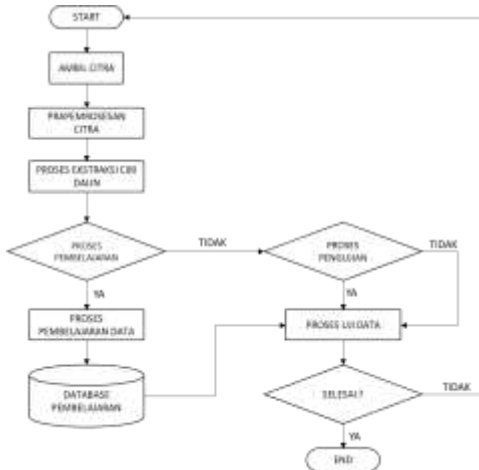 START
AMBIL CITRA
PRAPEMROSESAN
CITRA
PROSES EKSTRAKSI CIRI
DAUN
PROSES
PEMBELAJARAN
TIDAK
PROSES
PENGUJIAN
TIDAK
YA
YA
PROSES
PEMBELAJARAN DATA
PROSES UJI DATA
DATABASE
PEMBELAJARAN
SELESAI ?
TIDAK
YA
END